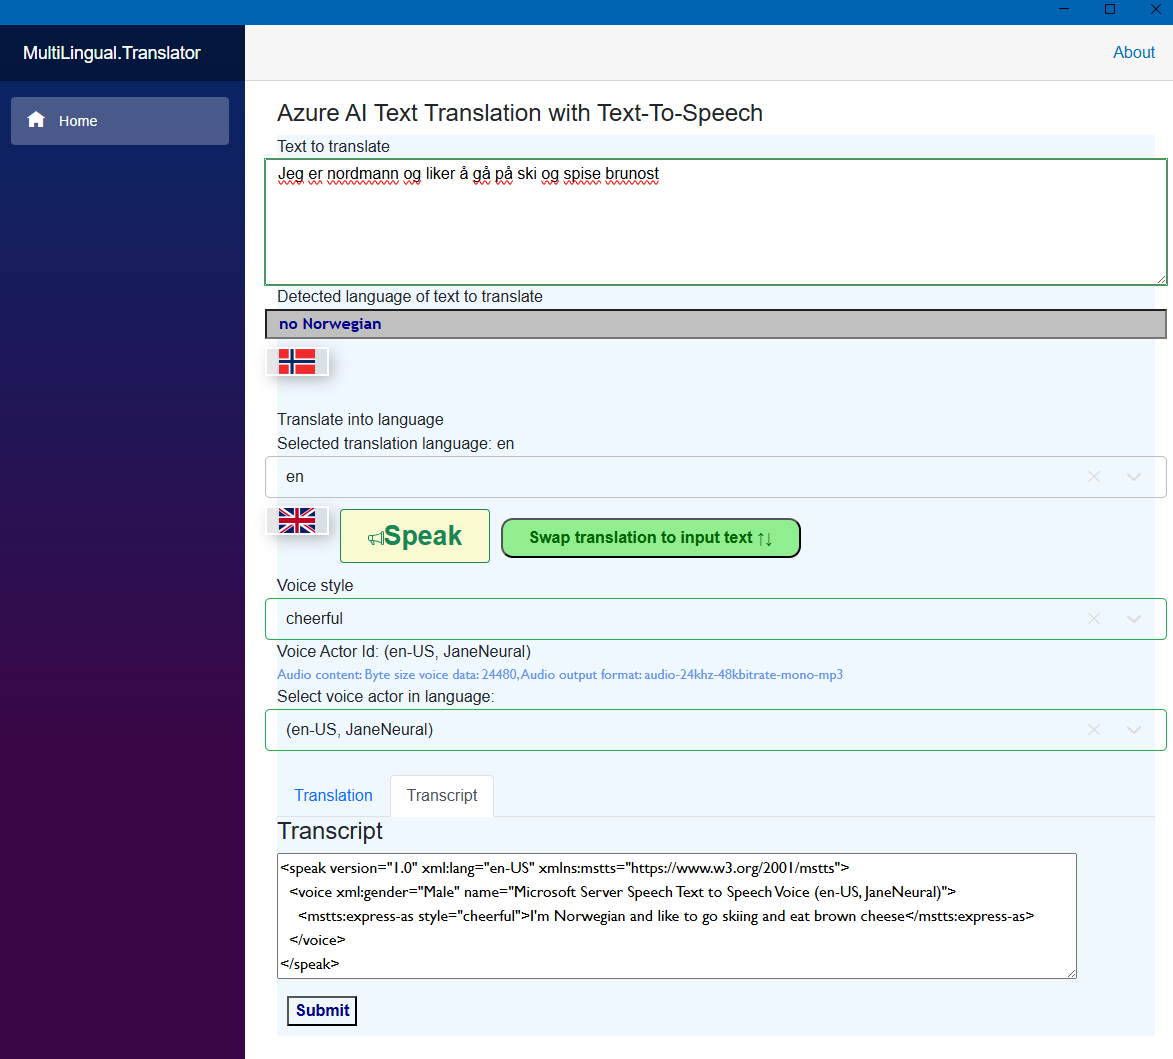 MultiLingual.Translator
About
Home
Azure AI Text Translation with Text-To-Speech
Text to translate
Jeg er nordmann og liker å gå på ski og spise brunost
Detected language of text to translate
no Norwegian
Translate into language
Selected translation language: en
en
Speak
Swap translation to input text ↑↓
Voice style
cheerful
Voice Actor Id: (en-US, JaneNeural)
Audio content: Byte size voice data: 24480, Audio output format: audio-24khz-48kbitrate-mono-mp3
Select voice actor in language:
(en-US, JaneNeural)
Translation Transcript
Transcript
<speak version="1.0" xml:lang="en-US" xmlns:mstts="https://www.w3.org/2001/mstts">
<voice xml:gender="Male" name="Microsoft Server Speech Text to Speech Voice (en-US, JaneNeural)">
<mstts:express-as style="cheerful">I'm Norwegian and like to go skiing and eat brown cheese</mstts:express-as>
</voice>
</speak>
Submit